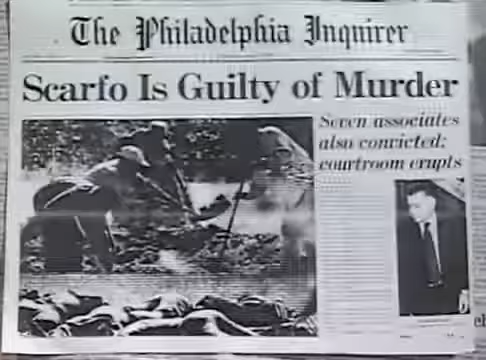 The Philadelphia Inquirer
Scarfo Is Guilty of Murder
Seven associates
also convicted;
courtroom erupts